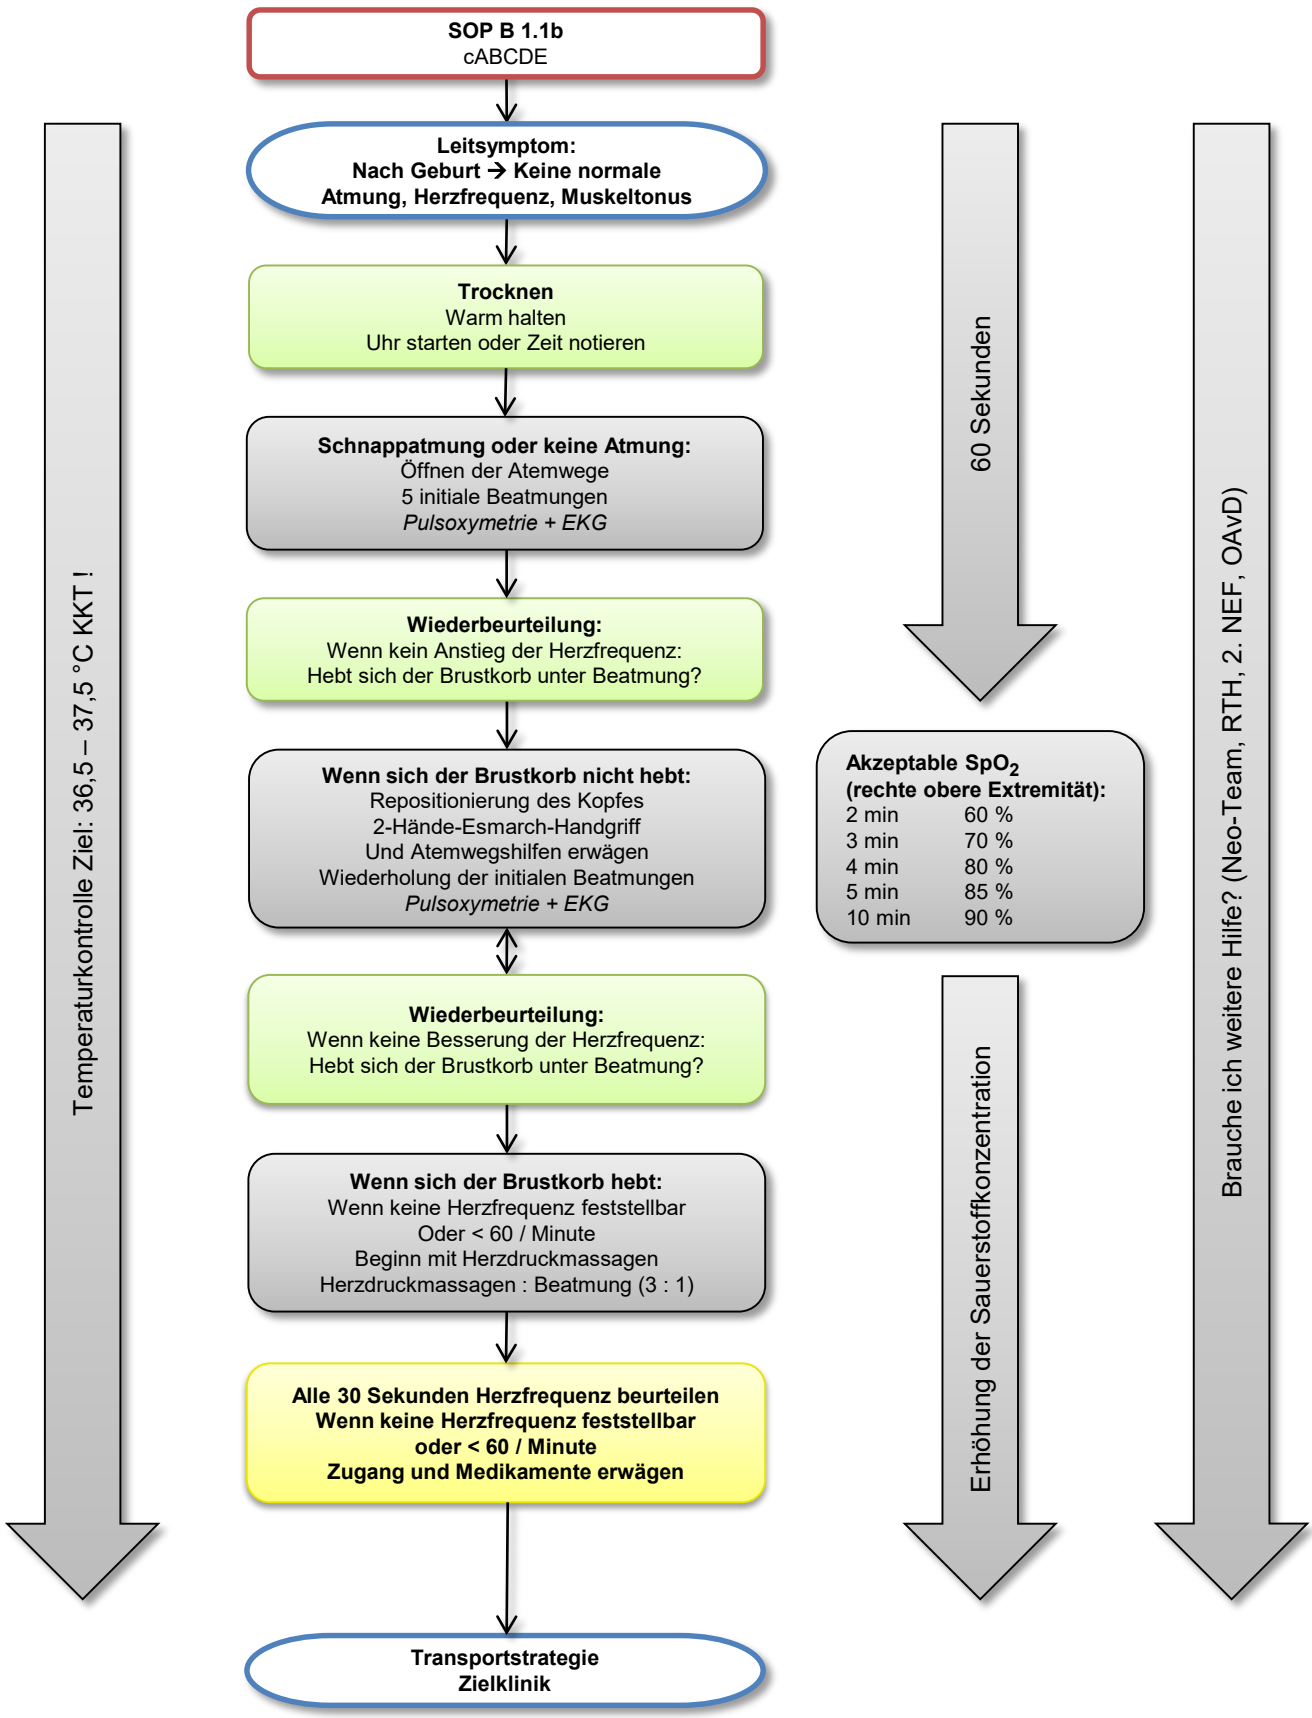 SOP B 1.1b
cABCDE
Leitsymptom:
Nach Geburt → Keine normale
Atmung, Herzfrequenz, Muskeltonus
Trocknen
Warm halten
Uhr starten oder Zeit notieren
Schnappatmung oder keine Atmung:
Öffnen der Atemwege
5 initiale Beatmungen
Pulsoxymetrie + EKG
Wiederbeurteilung:
Wenn kein Anstieg der Herzfrequenz:
Hebt sich der Brustkorb unter Beatmung?
Wenn sich der Brustkorb nicht hebt:
Repositionierung des Kopfes
2-Hände-Esmarch-Handgriff
Und Atemwegshilfen erwägen
Wiederholung der initialen Beatmungen
Pulsoxymetrie + EKG
Wiederbeurteilung:
Wenn keine Besserung der Herzfrequenz:
Hebt sich der Brustkorb unter Beatmung?
Wenn sich der Brustkorb hebt:
Wenn keine Herzfrequenz feststellbar
Oder < 60 / Minute
Beginn mit Herzdruckmassagen
Herzdruckmassagen : Beatmung (3 : 1)
Alle 30 Sekunden Herzfrequenz beurteilen
Wenn keine Herzfrequenz feststellbar
oder < 60 / Minute
Zugang und Medikamente erwägen
Transportstrategie
Zielklinik
Temperaturkontrolle Ziel: 36,5 – 37,5 °C KKT !
60 Sekunden
Akzeptable SpO2
(rechte obere Extremität):
2 min 60 %
3 min 70 %
4 min 80 %
5 min 85 %
10 min 90 %
Erhöhung der Sauerstoffkonzentration
Brauche ich weitere Hilfe? (Neo-Team, RTH, 2. NEF, OAvD)